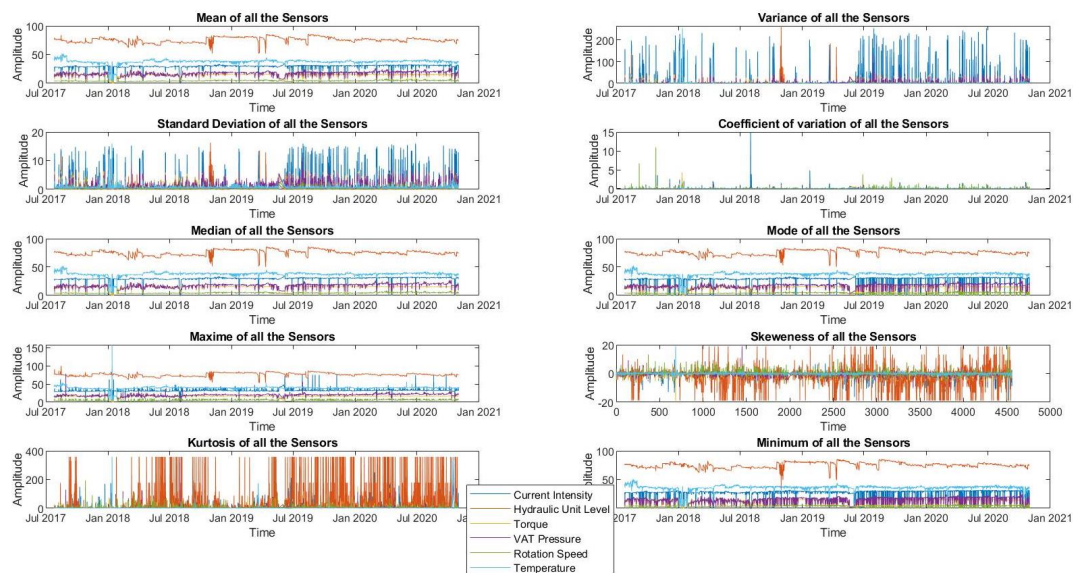 Mean of all the Sensors
100
50
0
Amplitude
Jul 2017 Jan 2018 Jul 2018 Jan 2019 Jul 2019 Jan 2020 Jul 2020 Jan 2021
Time
Variance of all the Sensors
200
100
0
Amplitude
Jul 2017 Jan 2018 Jul 2018 Jan 2019 Jul 2019 Jan 2020 Jul 2020 Jan 2021
Time
Standard Deviation of all the Sensors
20
10
0
Amplitude
Jul 2017 Jan 2018 Jul 2018 Jan 2019 Jul 2019 Jan 2020 Jul 2020 Jan 2021
Time
Coefficient of variation of all the Sensors
15
10
5
0
Amplitude
Jul 2017 Jan 2018 Jul 2018 Jan 2019 Jul 2019 Jan 2020 Jul 2020 Jan 2021
Time
Median of all the Sensors
100
50
0
Amplitude
Jul 2017 Jan 2018 Jul 2018 Jan 2019 Jul 2019 Jan 2020 Jul 2020 Jan 2021
Time
Mode of all the Sensors
100
50
0
Amplitude
Jul 2017 Jan 2018 Jul 2018 Jan 2019 Jul 2019 Jan 2020 Jul 2020 Jan 2021
Time
Maxime of all the Sensors
150
100
50
0
Amplitude
Jul 2017 Jan 2018 Jul 2018 Jan 2019 Jul 2019 Jan 2020 Jul 2020 Jan 2021
Time
Skeweness of all the Sensors
20
0
-20
Amplitude
0 500 1000 1500 2000 2500 3000 3500 4000 4500 5000
Kurtosis of all the Sensors
400
200
0
Amplitude
Jul 2017 Jan 2018 Jul 2018 Jan 2019 Jul 2019 Jan 2020 Jul 2020
Time
Minimum of all the Sensors
100
50
Amplitude
2017 Jan 2018 Jul 2018 Jan 2019 Jul 2019 Jan 2020 Jul 2020 Jan 2021
Time
Current Intensity
Hydraulic Unit Level
Torque
VAT Pressure
Rotation Speed
Temperature